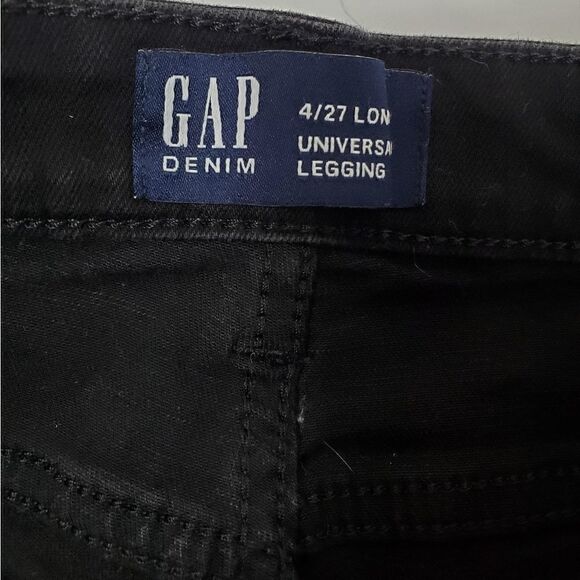 GAP
DENIM
4/27 LON
UNIVERSA
LEGGING